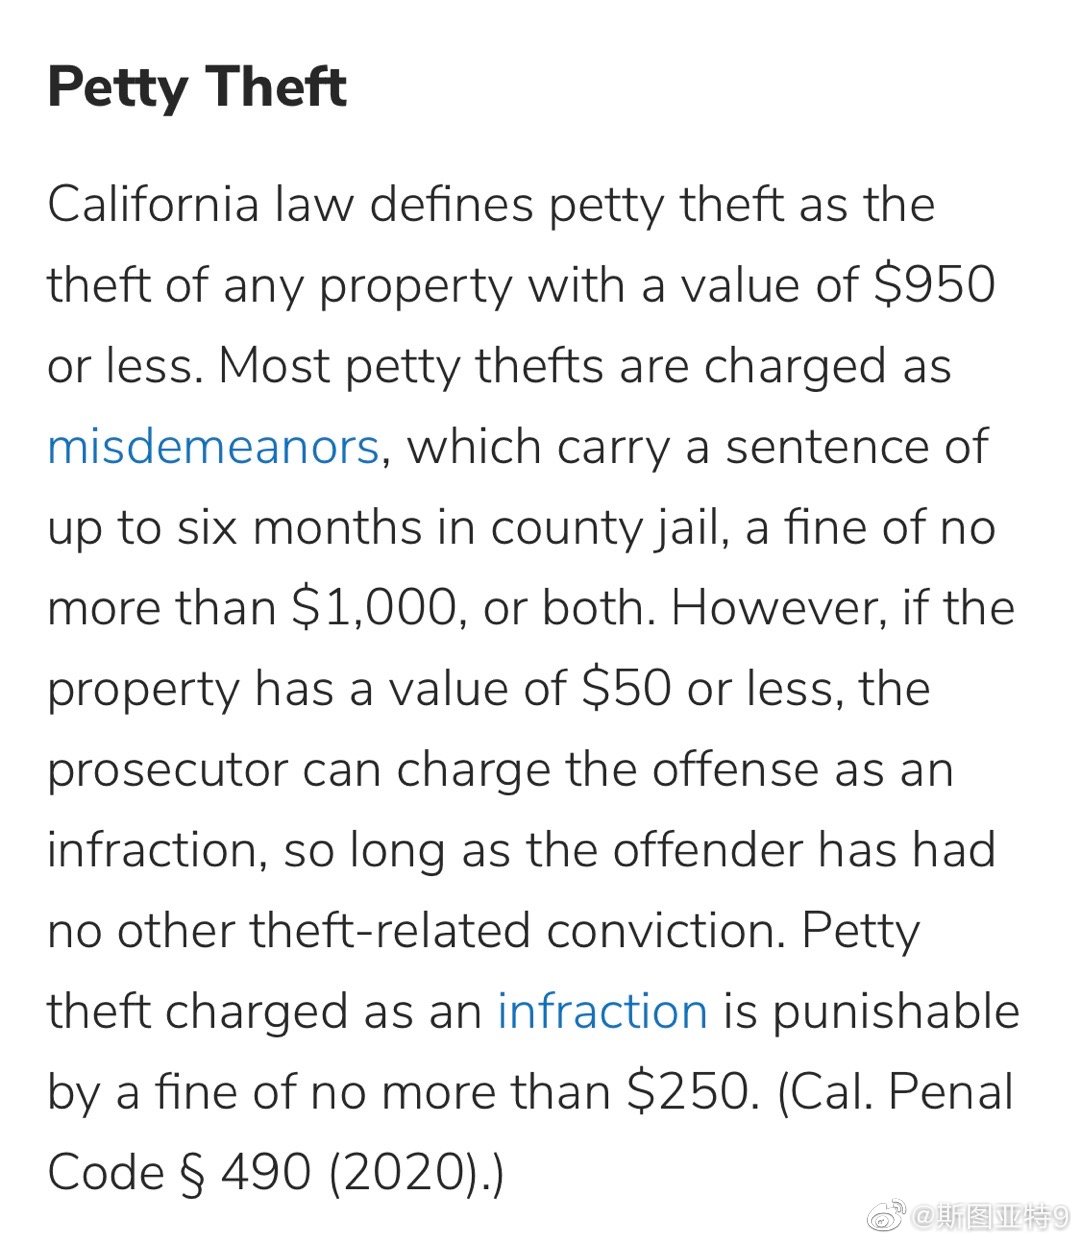 Petty Theft
California law defines petty theft as the
theft of any property with a value of $950
or less. Most petty thefts are charged as
misdemeanors, which carry a sentence of
up to six months in county jail, a fine of no
more than $1,000, or both. However, if the
property has a value of $50 or less, the
prosecutor can charge the offense as an
infraction, so long as the offender has had
no other theft-related conviction. Petty
theft charged as an infraction is punishable
by a fine of no more than $250. (Cal. Penal
Code § 490 (2020).)
@斯图亚特9